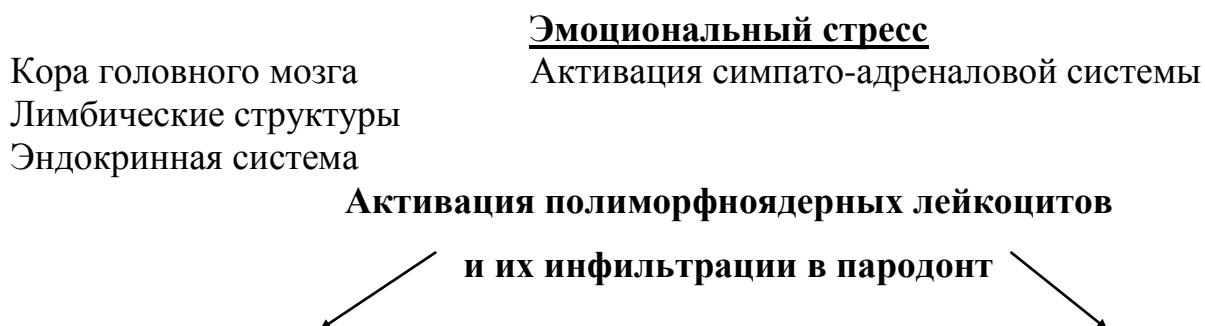 Эмоциональный стресс
Кора головного мозга Активация симпато-адреналовой системы
Лимбические структуры
Эндокринная система
Активация полиморфноядерных лейкоцитов
и их инфильтрации в пародонт